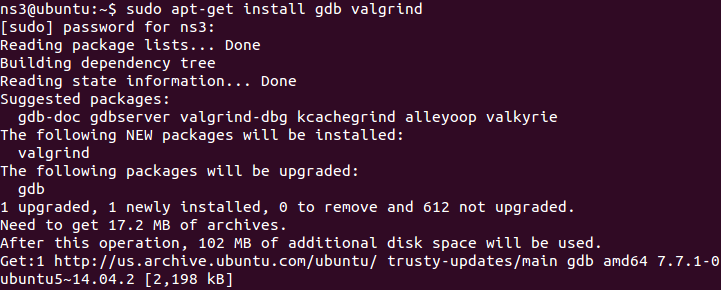 ns3@ubuntu:~$ sudo apt-get install gdb valgrind
[sudo] password for ns3:
Reading package lists... Done
Building dependency tree
Reading state information... Done
Suggested packages:
  gdb-doc gdbserver valgrind-dbg kcachegrind alleyoop valkyrie
The following NEW packages will be installed:
  valgrind
The following packages will be upgraded:
  gdb
1 upgraded, 1 newly installed, 0 to remove and 612 not upgraded.
Need to get 17.2 MB of archives.
After this operation, 102 MB of additional disk space will be used.
Get:1 http://us.archive.ubuntu.com/ubuntu/ trusty-updates/main gdb amd64 7.7.1-0
ubuntu5~14.04.2 [2,198 kB]